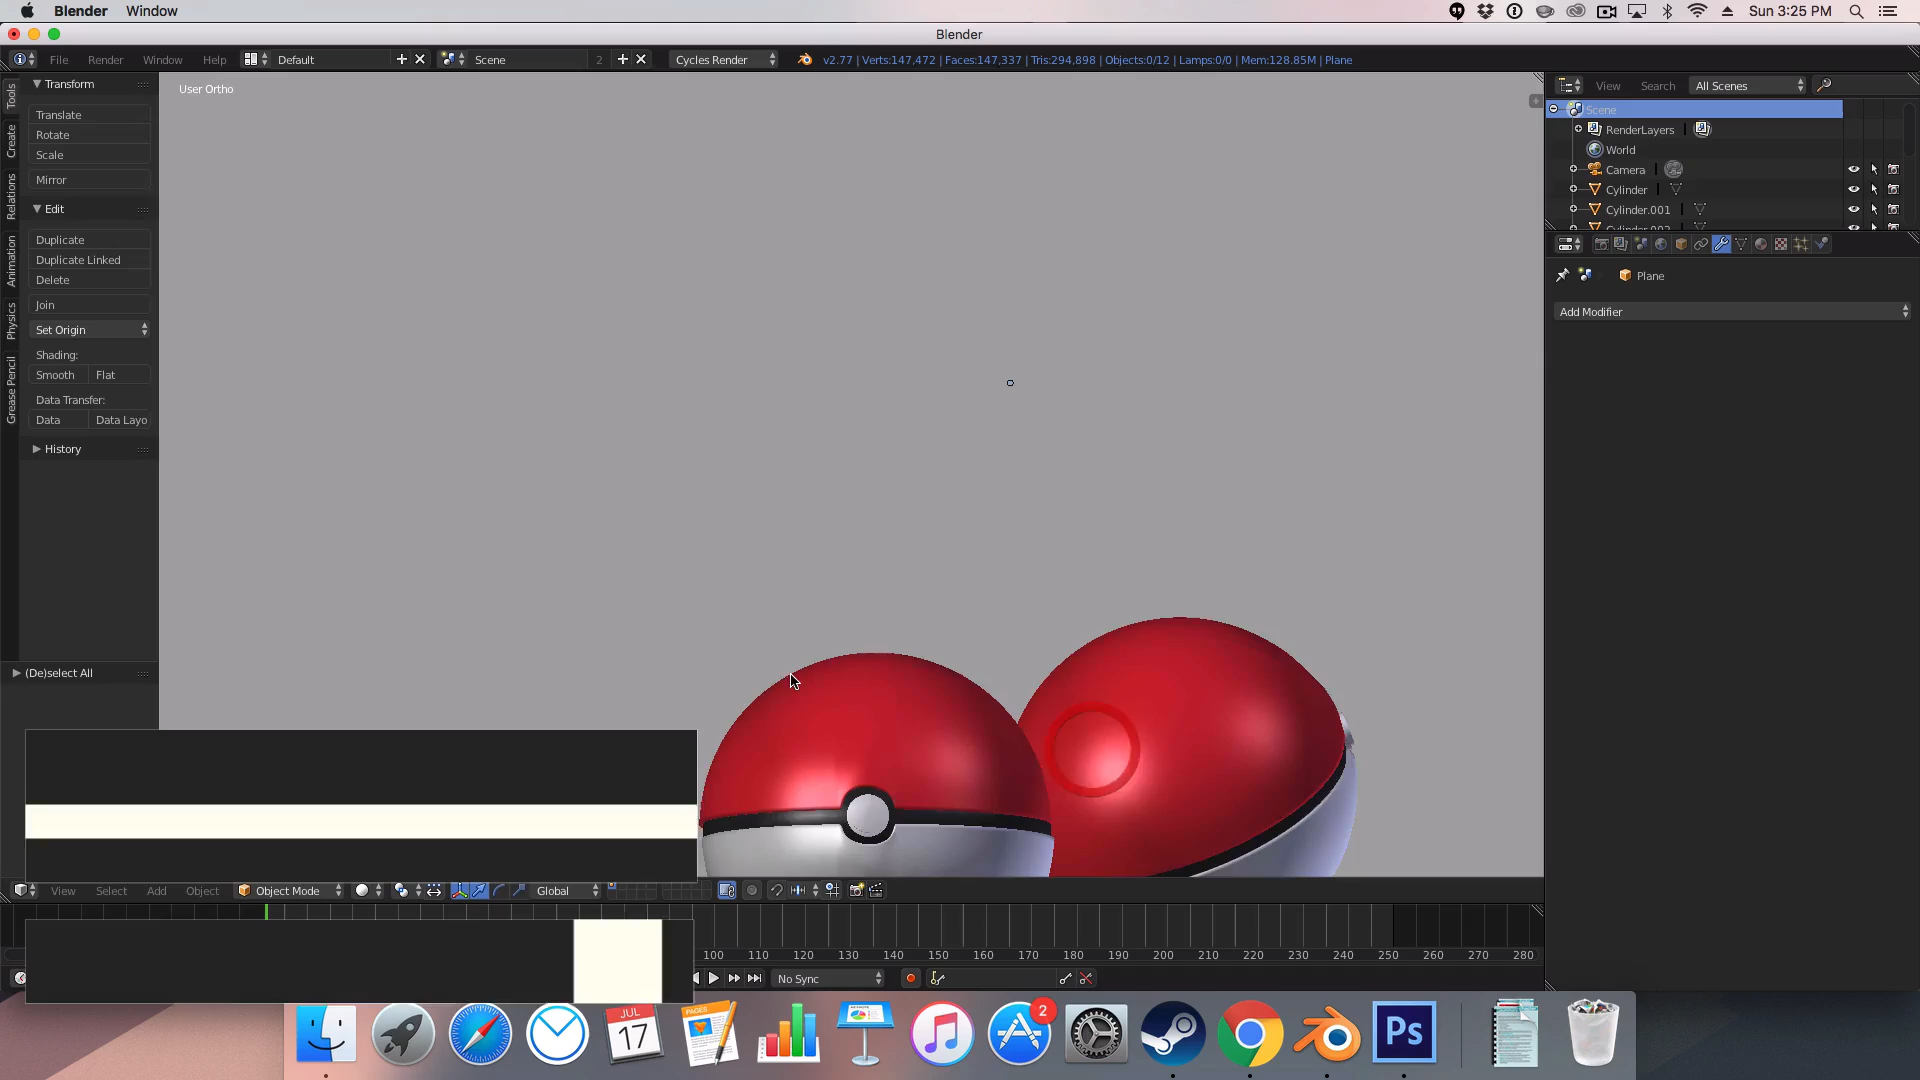 Blender Window Sun 3:25 PM
Blender
File Render Window Help Default Scene 2 Cycles Render v2.77 | Verts:147,472 | Faces:147,337 | Tris:294,898 | Objects:0/12 | Lamps:0/0 | Mem:128.85M | Plane
User Ortho
Tools
Create
Relations
Animation
Physics
Grease Pencil
Transform
Translate
Rotate
Scale
Mirror
Edit
Duplicate
Duplicate Linked
Delete
Join
Set Origin
Shading:
Smooth Flat
Data Transfer:
Data Data Layo
History
(De)select All
View Search All Scenes
Scene
RenderLayers
World
Camera
Cylinder
Cylinder.001
Cylinder.002
Plane
Add Modifier
View Select Add Object Object Mode Global
100 110 120 130 140 150 160 170 180 190 200 210 220 230 240 250 260 270 280
No Sync
JUL
17
PAGES
KEYNOTE
2
Ps